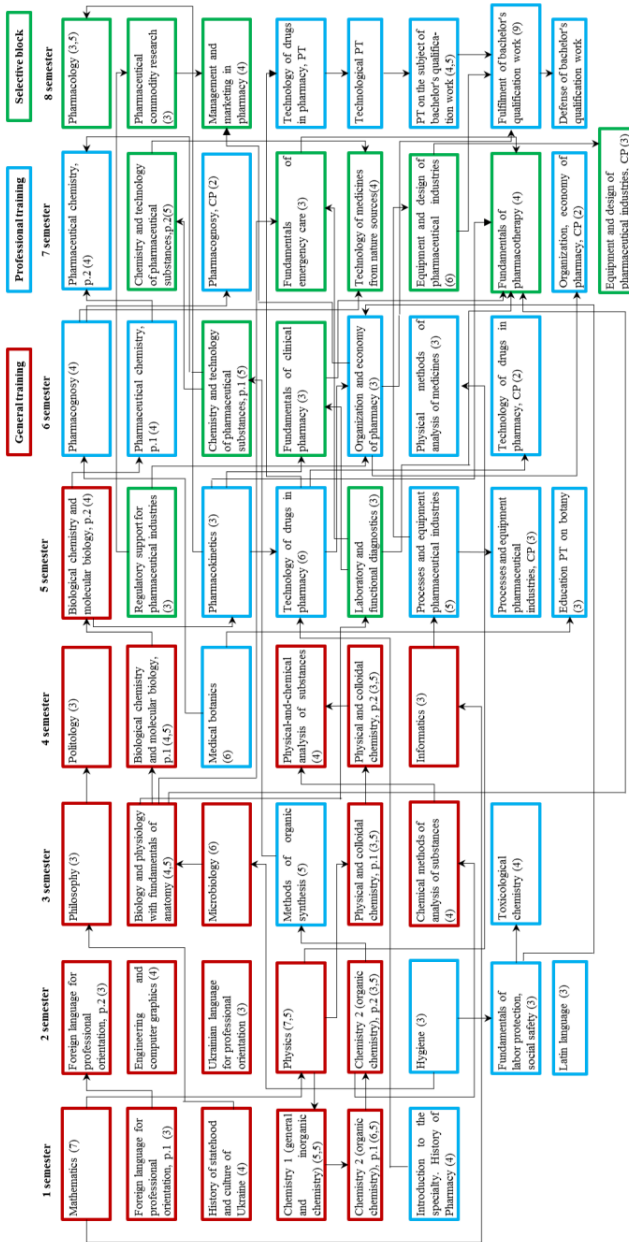 General training
Professional training
Selective block
1 semester
2 semester
3 semester
4 semester
5 semester
6 semester
7 semester
8 semester
Mathematics (7)
Foreign language for
professional
orientation, p.1 (3)
History of statehood
and culture of
Ukraine (4)
Chemistry 1 (general
and inorganic
chemistry) (5,5)
Chemistry 2 (organic
chemistry), p.1 (6,5)
Introduction to the
specialty. History of
Pharmacy (4)
Foreign language for
professional
orientation, p.2 (3)
Engineering and
computer graphics (4)
Ukrainian language
for professional
orientation (3)
Physics (7,5)
Chemistry 2 (organic
chemistry), p.2 (3,5)
Hygiene (3)
Fundamentals of
labor protection,
social safety (3)
Latin language (3)
Philosophy (3)
Biology and physiology
with fundamentals of
anatomy (4,5)
Microbiology (6)
Methods of organic
synthesis (5)
Physical and colloidal
chemistry, p.1 (3,5)
Chemical methods of
analysis of substances
(4)
Toxicological
chemistry (4)
Politology (3)
Biological chemistry
and molecular biology,
p.1 (4,5)
Medical botanics
(6)
Physical-and-chemical
analysis of substances
(4)
Physical and colloidal
chemistry, p.2 (3,5)
Informatics (3)
Biological chemistry and
molecular biology, p.2 (4)
Regulatory support for
pharmaceutical industries
(3)
Pharmacokinetics (3)
Technology of drugs in
pharmacy (6)
Laboratory and
functional diagnostics (3)
Processes and equipment
pharmaceutical industries
(5)
Processes and equipment
pharmaceutical
industries, CP (3)
Education PT on botany
(3)
Pharmacognosy (4)
Pharmaceutical chemistry,
p.1 (4)
Chemistry and technology
of pharmaceutical
substances, p.1 (5)
Fundamentals of clinical
pharmacy (3)
Organization and economy
of pharmacy (3)
Physical methods of
analysis of medicines (3)
Technology of drugs in
pharmacy, CP (2)
Pharmaceutical chemistry,
p.2 (4)
Chemistry and technology
of pharmaceutical
substances,p.2(5)
Pharmacognosy, CP (2)
Fundamentals of
emergency care (3)
Technology of medicines
from nature sources(4)
Equipment and design of
pharmaceutical industries
(6)
Fundamentals of
pharmacotherapy (4)
Organization, economy of
pharmacy, CP (2)
Equipment and design of
pharmaceutical industries, CP (3)
Pharmacology (3,5)
Pharmaceutical
commodity research
(3)
Management and
marketing in
pharmacy (4)
Technology of drugs
in pharmacy, PT
Technological PT
PT on the subject of
bachelor's qualifica-
tion work (4,5)
Fulfilment of bachelor's
qualification work (9)
Defense of bachelor's
qualification work